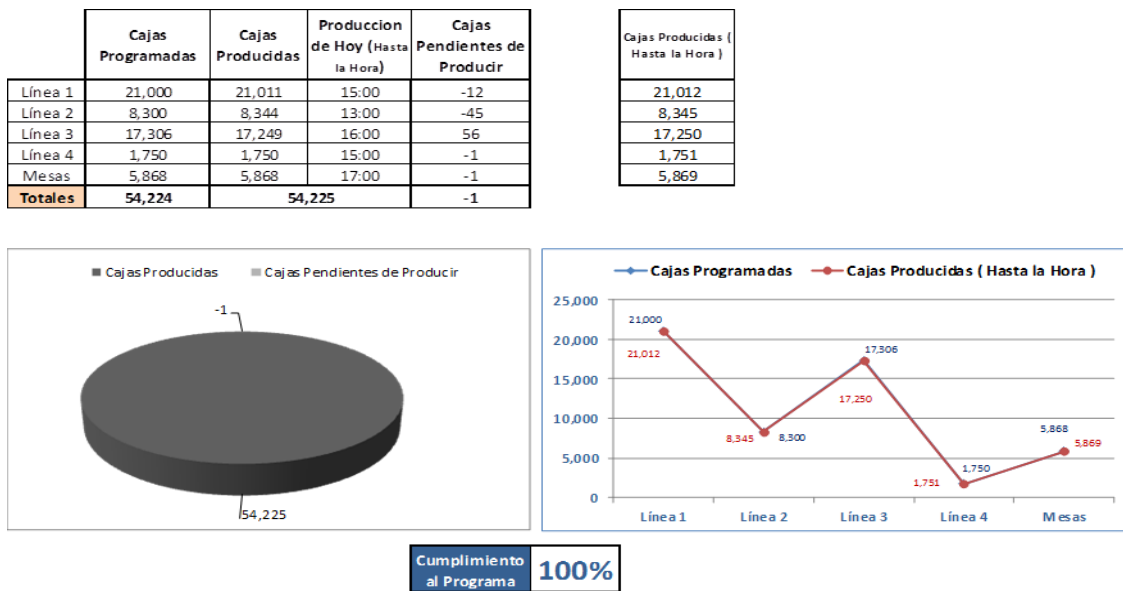 Cajas Programadas
Cajas Producidas
Produccion de Hoy (Hasta la Hora)
Cajas Pendientes de Producir
Cajas Producidas ( Hasta la Hora )
Línea 1 21,000 21,011 15:00 -12 21,012
Línea 2 8,300 8,344 13:00 -45 8,345
Línea 3 17,306 17,249 16:00 56 17,250
Línea 4 1,750 1,750 15:00 -1 1,751
Mesas 5,868 5,868 17:00 -1 5,869
Totales 54,224 54,225 -1
Cajas Producidas Cajas Pendientes de Producir
-1
54,225
Cajas Programadas Cajas Producidas ( Hasta la Hora )
25,000
20,000
15,000
10,000
5,000
0
21,000
21,012
8,345 8,300
17,306
17,250
1,750
1,751
5,868
5,869
Línea 1 Línea 2 Línea 3 Línea 4 Mesas
Cumplimiento al Programa 100%